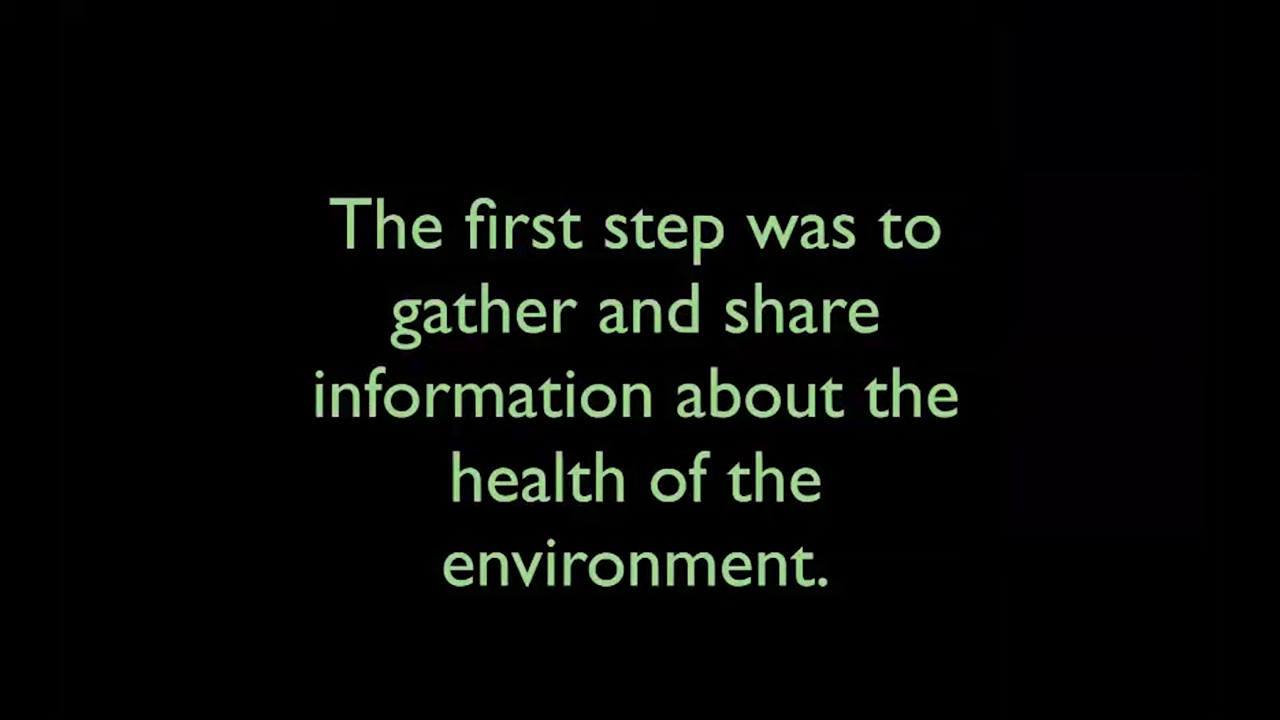 The first step was to
gather and share
information about the
health of the
environment.